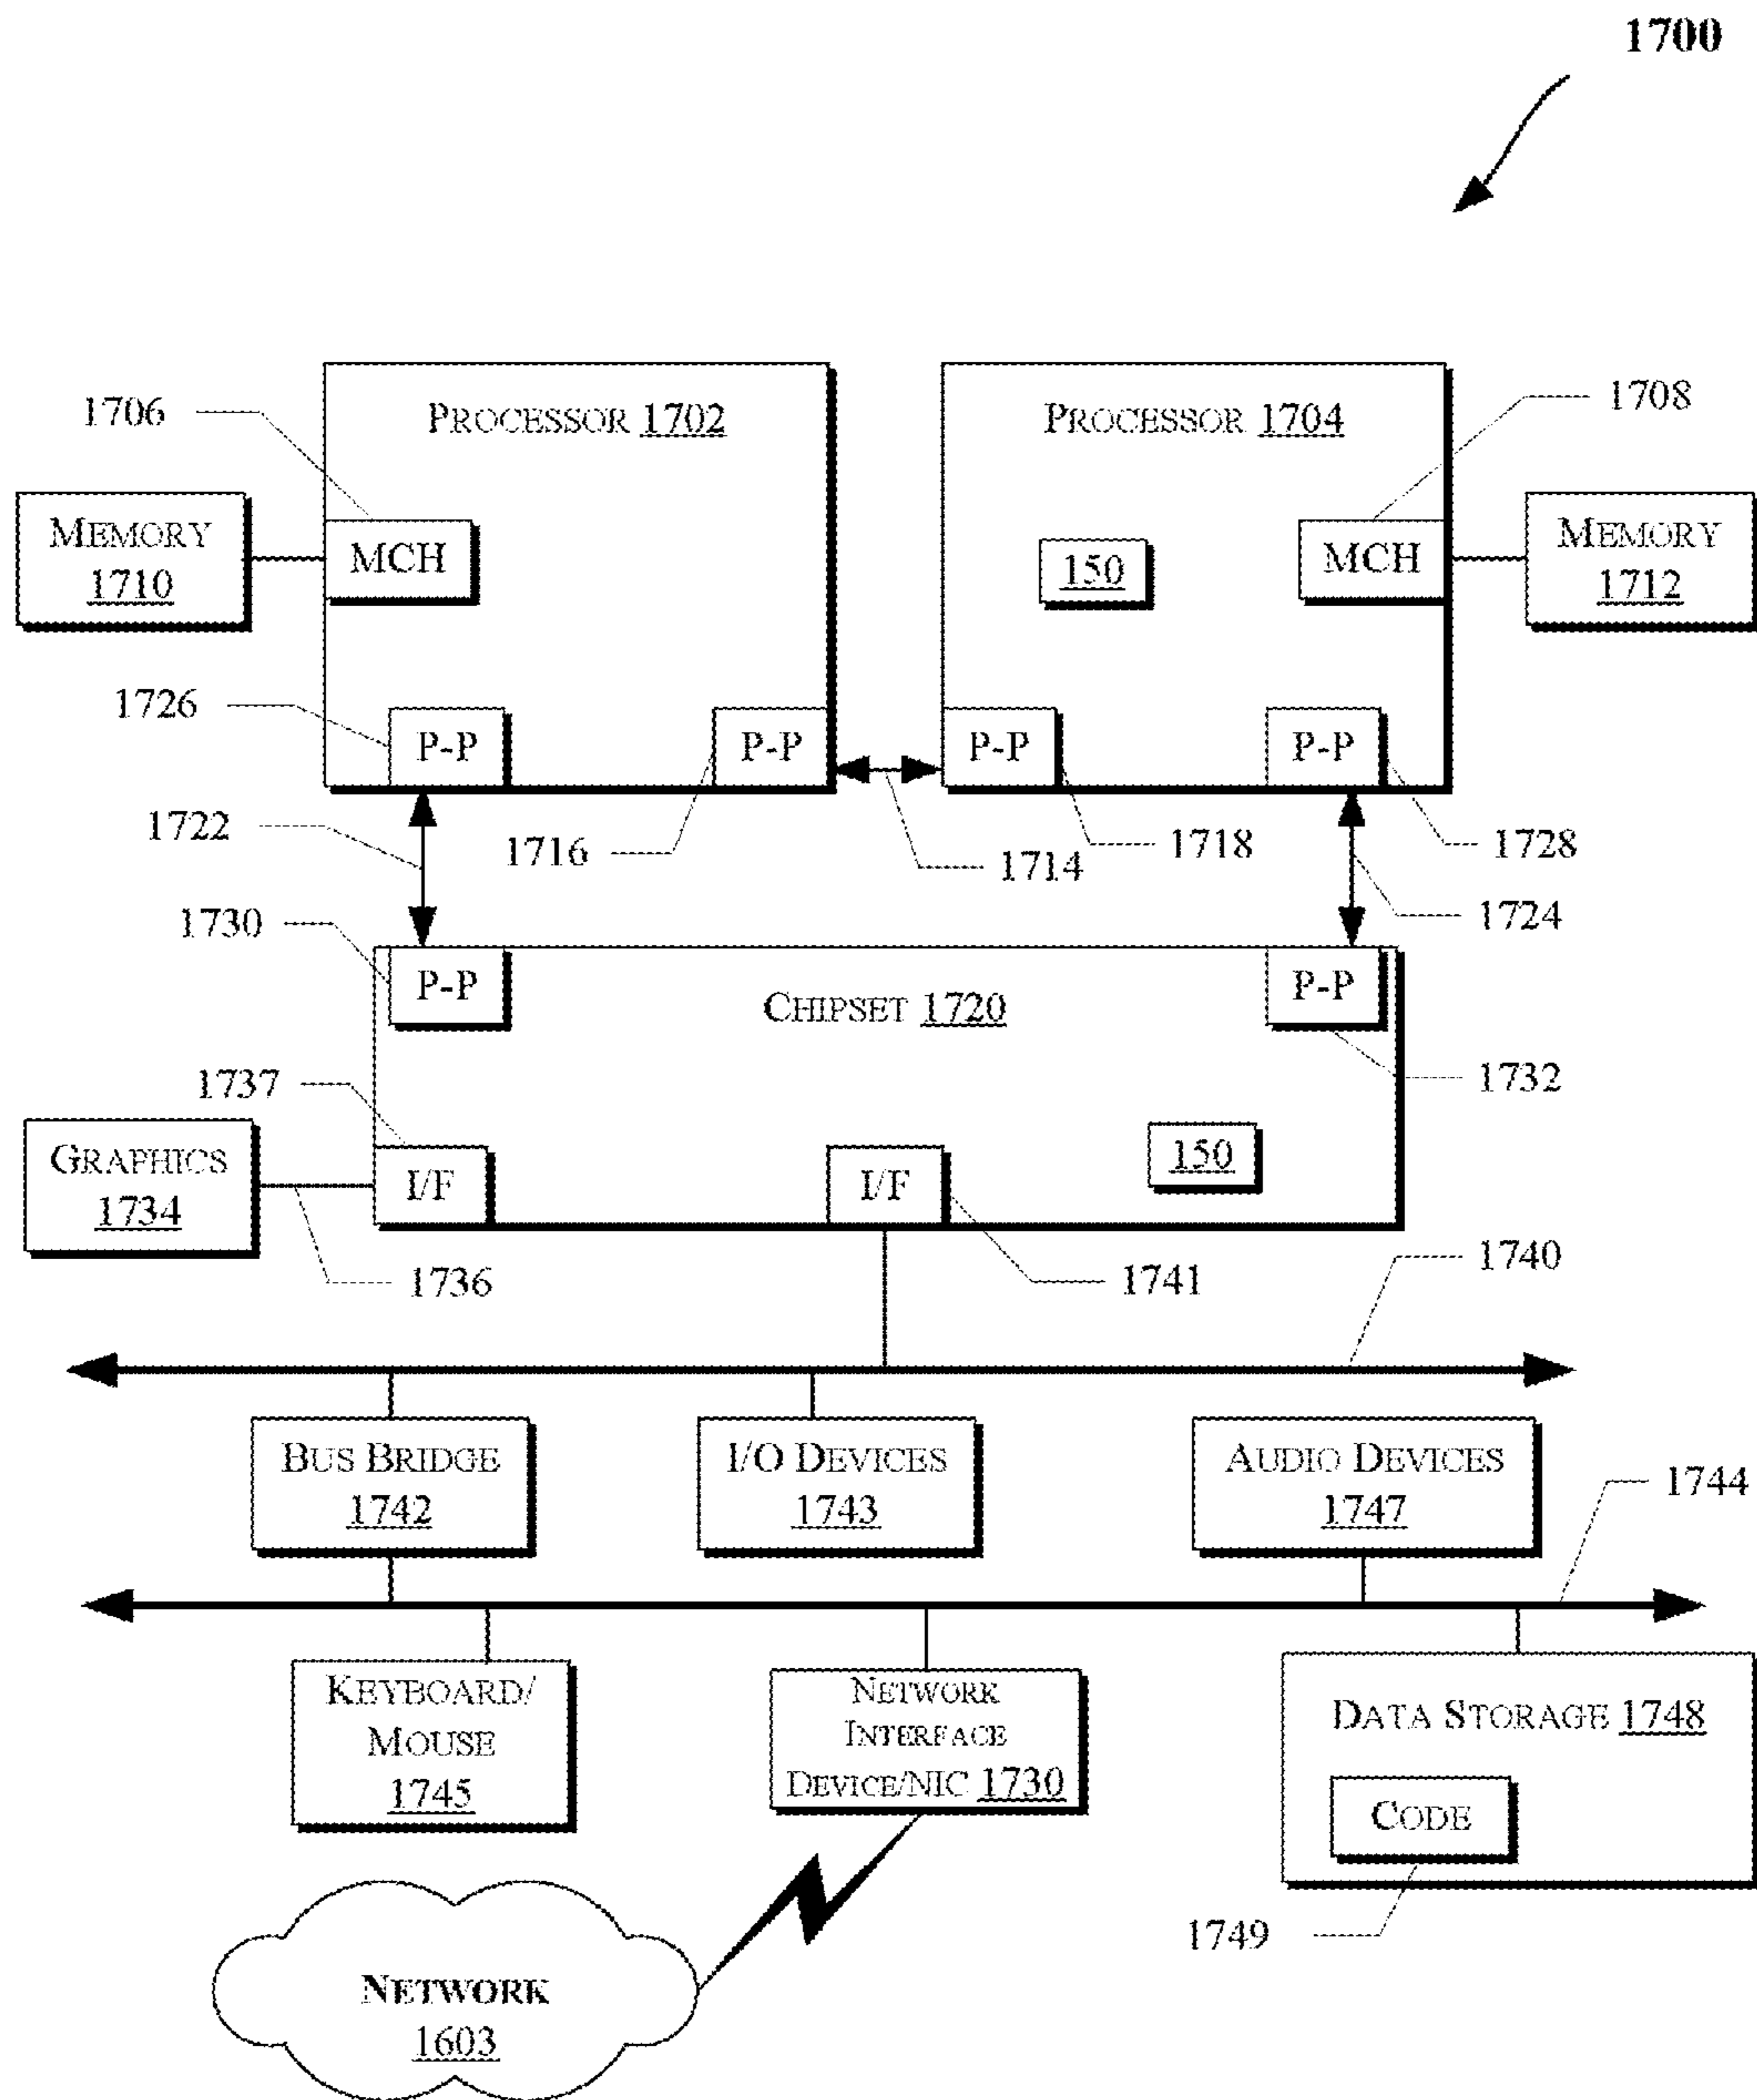 1700
PROCESSOR 1702
PROCESSOR 1704
1706
1708
MEMORY
1710
MCH
150
MCH
MEMORY
1712
1726
P-P
P-P
P-P
P-P
1722
1716
1714
1718
1728
1730
1724
P-P
CHIPSET 1720
P-P
1737
1732
GRAPHICS
1734
I/F
I/F
150
1736
1741
1740
BUS BRIDGE
1742
I/O DEVICES
1743
AUDIO DEVICES
1747
1744
KEYBOARD/
MOUSE
1745
NETWORK
INTERFACE
DEVICE/NIC 1730
DATA STORAGE 1748
CODE
1749
NETWORK
1603